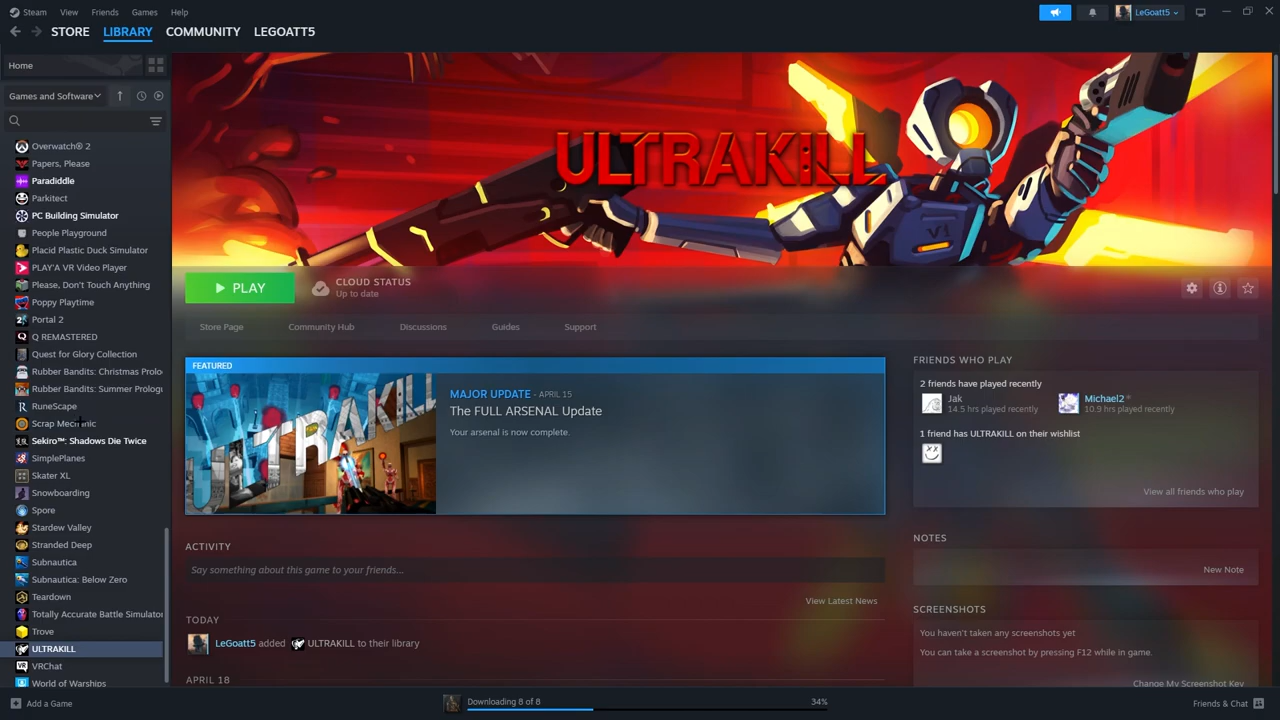 Steam View Friends Games Help
LeGoatt5
STORE LIBRARY COMMUNITY LEGOATT5
Home
Games and Software
Overwatch® 2
Papers, Please
Paradiddle
Parkitect
PC Building Simulator
People Playground
Placid Plastic Duck Simulator
PLAY'A VR Video Player
Please, Don't Touch Anything
Poppy Playtime
Portal 2
Q REMASTERED
Quest for Glory Collection
Rubber Bandits: Christmas Prolo
Rubber Bandits: Summer Prologu
RuneScape
Scrap Mechanic
Sekiro™: Shadows Die Twice
SimplePlanes
Skater XL
Snowboarding
Spore
Stardew Valley
Stranded Deep
Subnautica
Subnautica: Below Zero
Teardown
Totally Accurate Battle Simulator
Trove
ULTRAKILL
VRChat
World of Warships
Add a Game
ULTRAKILL
V1
PLAY
CLOUD STATUS
Up to date
Store Page Community Hub Discussions Guides Support
FEATURED
ULTRAKILL
MAJOR UPDATE - APRIL 15
The FULL ARSENAL Update
Your arsenal is now complete.
ACTIVITY
Say something about this game to your friends...
View Latest News
TODAY
LeGoatt5 added ULTRAKILL to their library
APRIL 18
FRIENDS WHO PLAY
2 friends have played recently
Jak
14.5 hrs played recently
Michael2 *
10.9 hrs played recently
1 friend has ULTRAKILL on their wishlist
View all friends who play
NOTES
New Note
SCREENSHOTS
You haven't taken any screenshots yet
You can take a screenshot by pressing F12 while in game.
Change My Screenshot Key
Downloading 8 of 8 34%
Friends & Chat